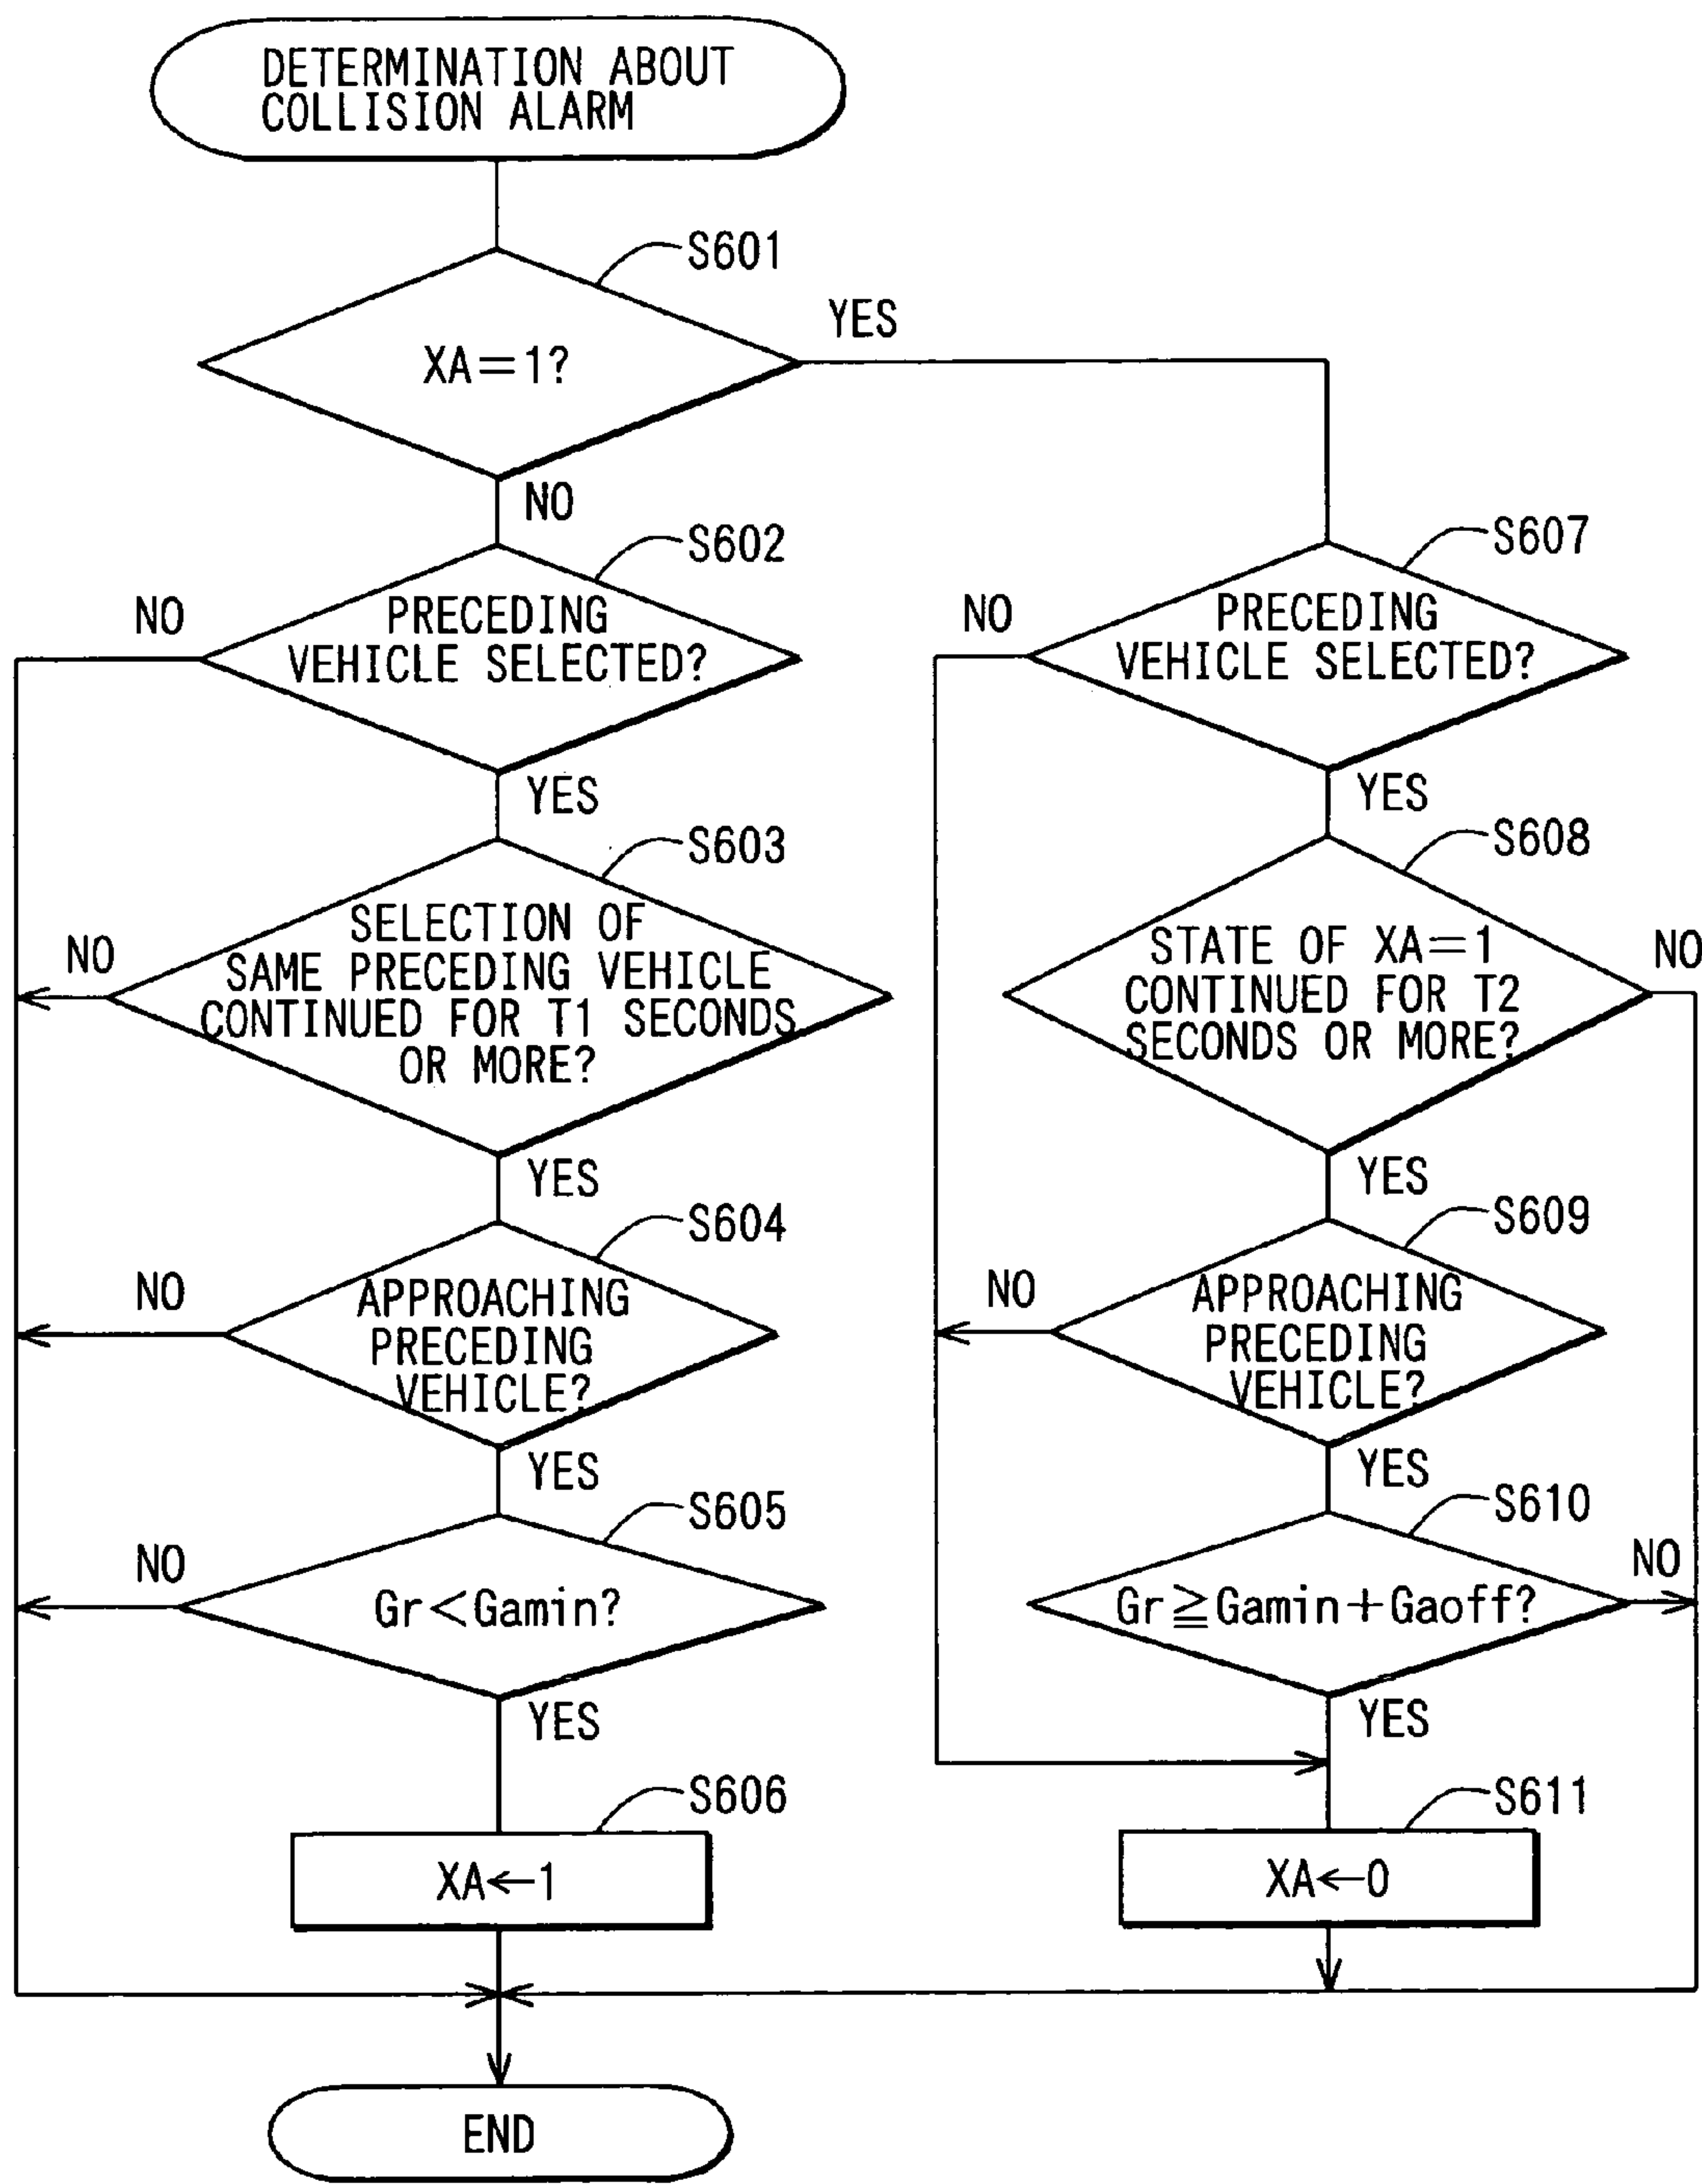 DETERMINATION ABOUT
COLLISION ALARM
S601
XA=1?
YES
NO
S602
PRECEDING
VEHICLE SELECTED?
NO
YES
S603
SELECTION OF
SAME PRECEDING VEHICLE
CONTINUED FOR T1 SECONDS
OR MORE?
NO
YES
S604
APPROACHING
PRECEDING
VEHICLE?
NO
YES
S605
Gr<Gamin?
NO
YES
S606
XA←1
S607
PRECEDING
VEHICLE SELECTED?
NO
YES
S608
STATE OF XA=1
CONTINUED FOR T2
SECONDS OR MORE?
NO
YES
S609
APPROACHING
PRECEDING
VEHICLE?
NO
YES
S610
Gr≧Gamin+Gaoff?
NO
YES
S611
XA←0
END